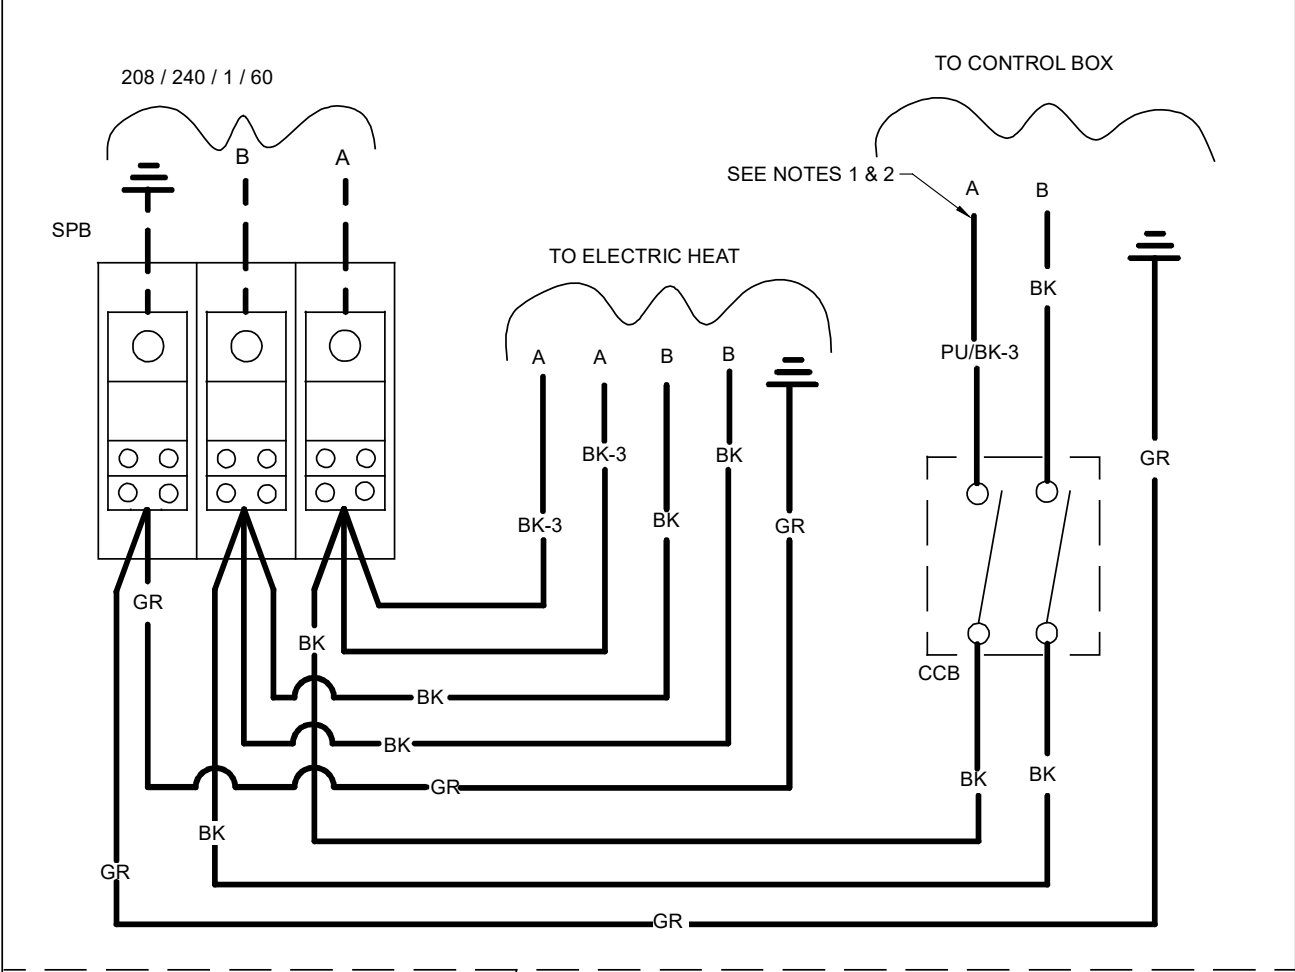 TO CONTROL BOX
208 / 240 / 1 / 60
B
A
SEE NOTES 1 & 2
A
B
SPB
TO ELECTRIC HEAT
BK
PU/BK-3
A
A
B
B
BK-3
BK
GR
BK-3
BK
GR
GR
BK
CCB
BK
BK
BK
BK
GR
BK
GR
GR